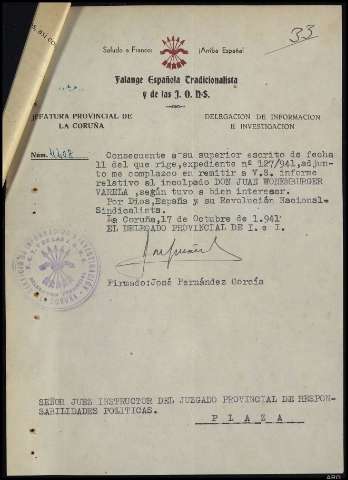 33
Saludo a Franco: ¡Arriba España!
Falange Española Tradicionalista
y de las J. O. N-S.
JEFATURA PROVINCIAL DE
LA CORUÑA
DELEGACION DE INFORMACION
E INVESTIGACION
Núm. 4408
Consecuente a su superior escrito de fecha
11 del que rige, expediente nº 127/941, adjun-
to me complazco en remitir a V.S. informe
relativo al inculpado DON JUAN WONESBURGER
VARELA, según tuvo a bien interesar.
Por Dios, España y su Revolución Nacional-
Sindicalista.
La Coruña, 17 de Octubre de 1.941
EL DELEGADO PROVINCIAL DE I. e I.
Firmado: José Fernández García
SEÑOR JUEZ INSTRUCTOR DEL JUZGADO PROVINCIAL DE RESPON-
SABILIDADES POLITICAS.
P L A Z A